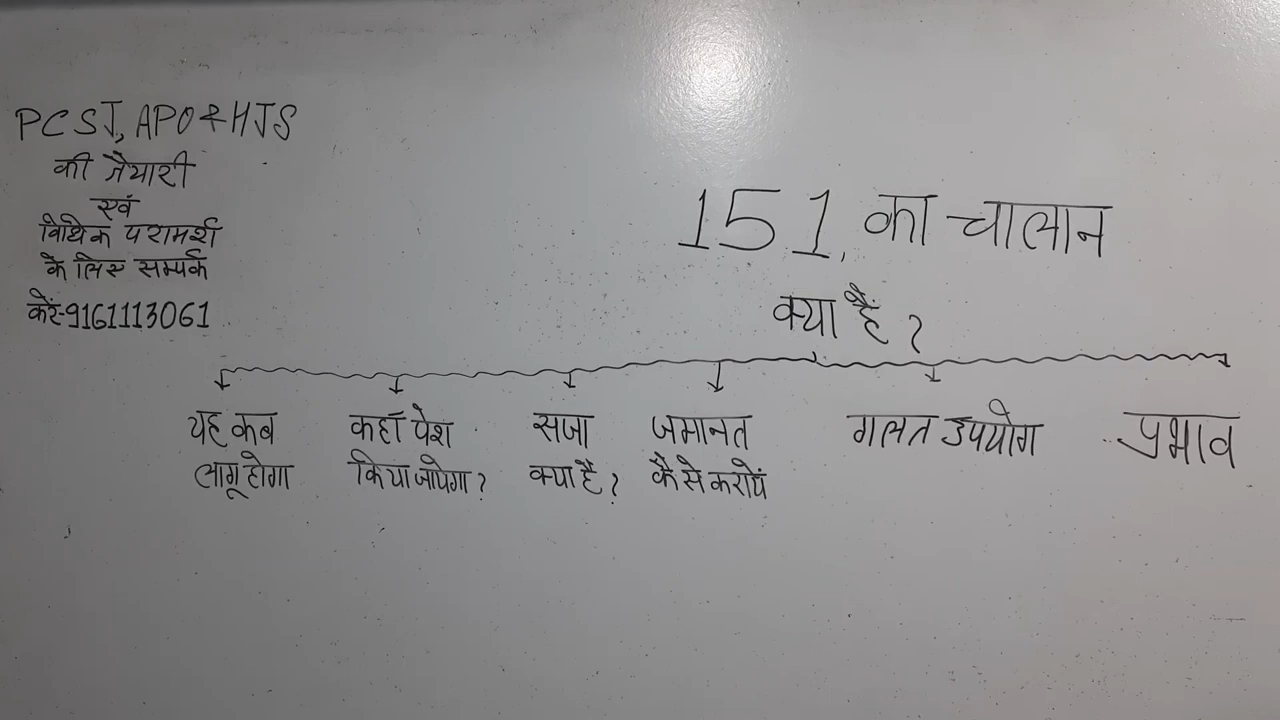 PCSJ, APO & HJS
की तैयारी
एवं
विधिक परामर्श
के लिए सम्पर्क
करें-9161113061
151, का चालान
क्या है ?
यह कब
लागू होगा
कहाँ पेश
किया जायेगा ?
सजा
क्या है ?
जमानत
कैसे करायें
गलत उपयोग
प्रभाव